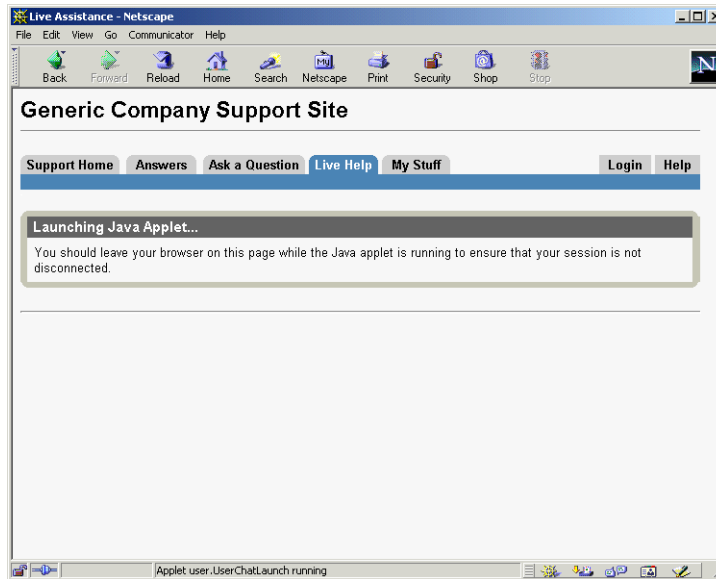 Live Assistance - Netscape
File Edit View Go Communicator Help
My
Back Forward Reload Home Search Netscape Print Security Shop Stop
N
Generic Company Support Site
Support Home Answers Ask a Question Live Help My Stuff Login Help
Launching Java Applet...
You should leave your browser on this page while the Java applet is running to ensure that your session is not
disconnected.
Applet user.UserChatLaunch running